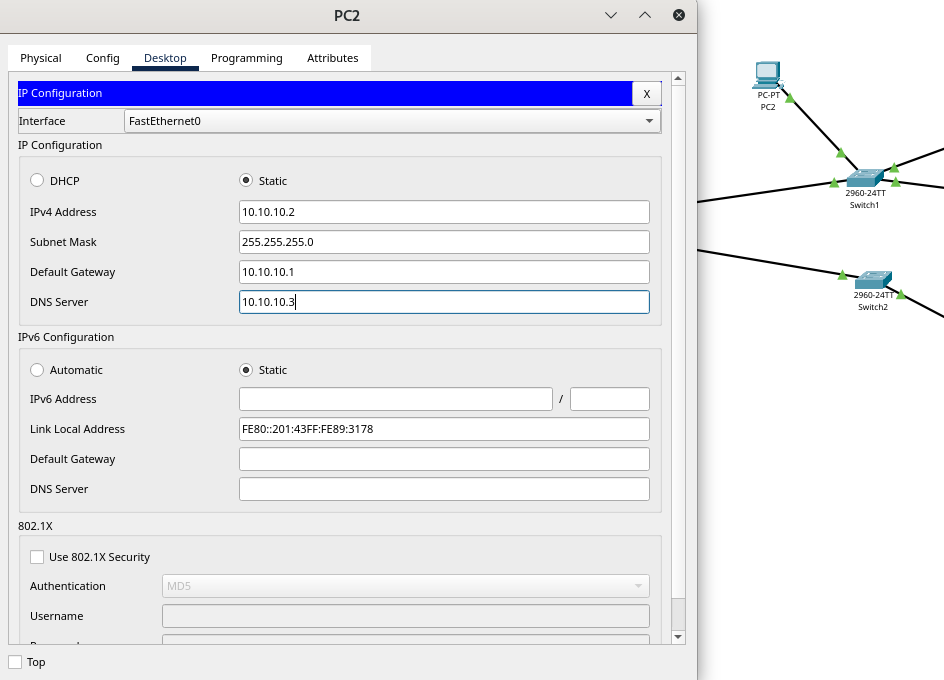 PC2
Physical Config Desktop Programming Attributes
IP Configuration X
Interface FastEthernet0
IP Configuration
DHCP Static
IPv4 Address 10.10.10.2
Subnet Mask 255.255.255.0
Default Gateway 10.10.10.1
DNS Server 10.10.10.3
IPv6 Configuration
Automatic Static
IPv6 Address /
Link Local Address FE80::201:43FF:FE89:3178
Default Gateway
DNS Server
802.1X
Use 802.1X Security
Authentication MD5
Username
Top
PC-PT
PC2
2960-24TT
Switch1
2960-24TT
Switch2